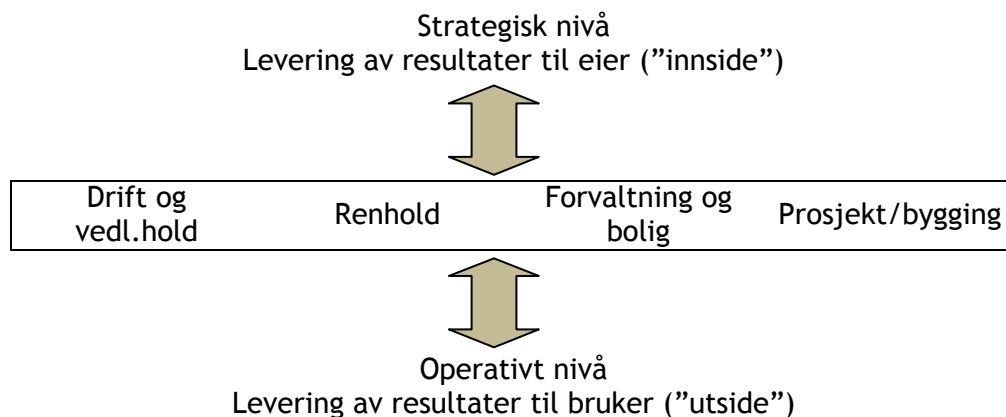 Strategisk nivå
Levering av resultater til eier (”innside”)
Drift og
vedl.hold
Renhold
Forvaltning og
bolig
Prosjekt/bygging
Operativt nivå
Levering av resultater til bruker (”utside”)